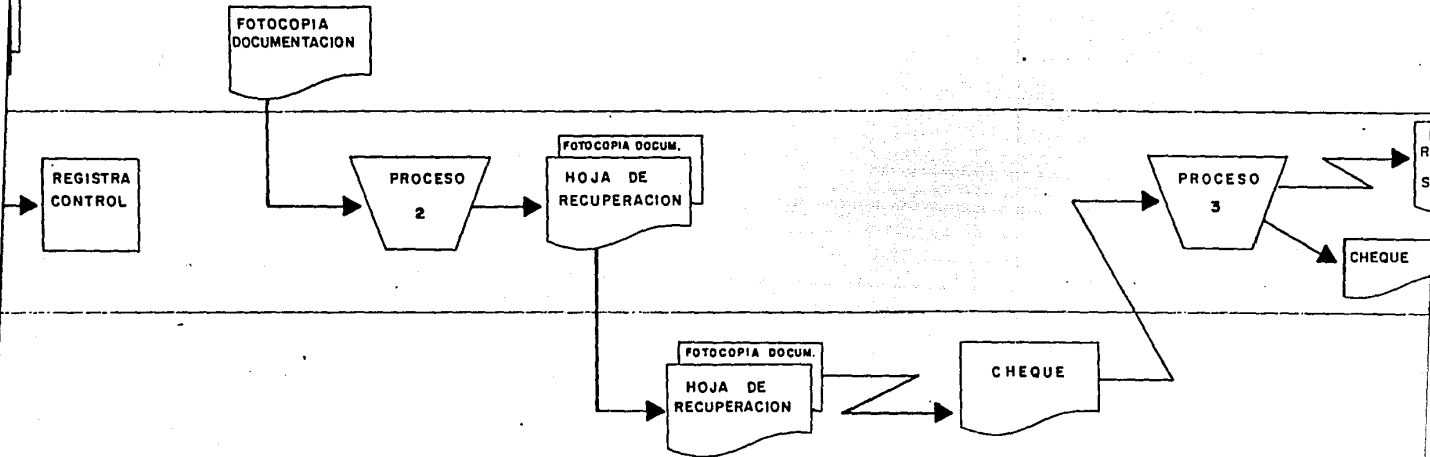 FOTOCOPIA
DOCUMENTACION
REGISTRA
CONTROL
PROCESO
2
FOTOCOPIA DOCUM.
HOJA DE
RECUPERACION
PROCESO
3
R
S
CHEQUE
FOTOCOPIA DOCUM.
HOJA DE
RECUPERACION
CHEQUE